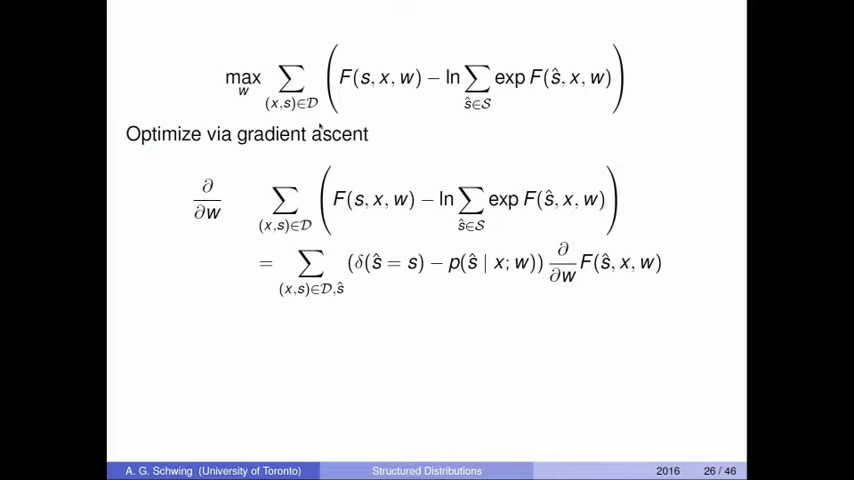 max_w ∑_{(x,s)∈𝒟} ( F(s, x, w) − ln ∑_{ŝ∈𝒮} exp F(ŝ, x, w) )
Optimize via gradient ascent
∂/∂w ∑_{(x,s)∈𝒟} ( F(s, x, w) − ln ∑_{ŝ∈𝒮} exp F(ŝ, x, w) )
= ∑_{(x,s)∈𝒟,ŝ} (δ(ŝ = s) − p(ŝ | x; w)) ∂/∂w F(ŝ, x, w)
A. G. Schwing (University of Toronto) Structured Distributions 2016 26 / 46